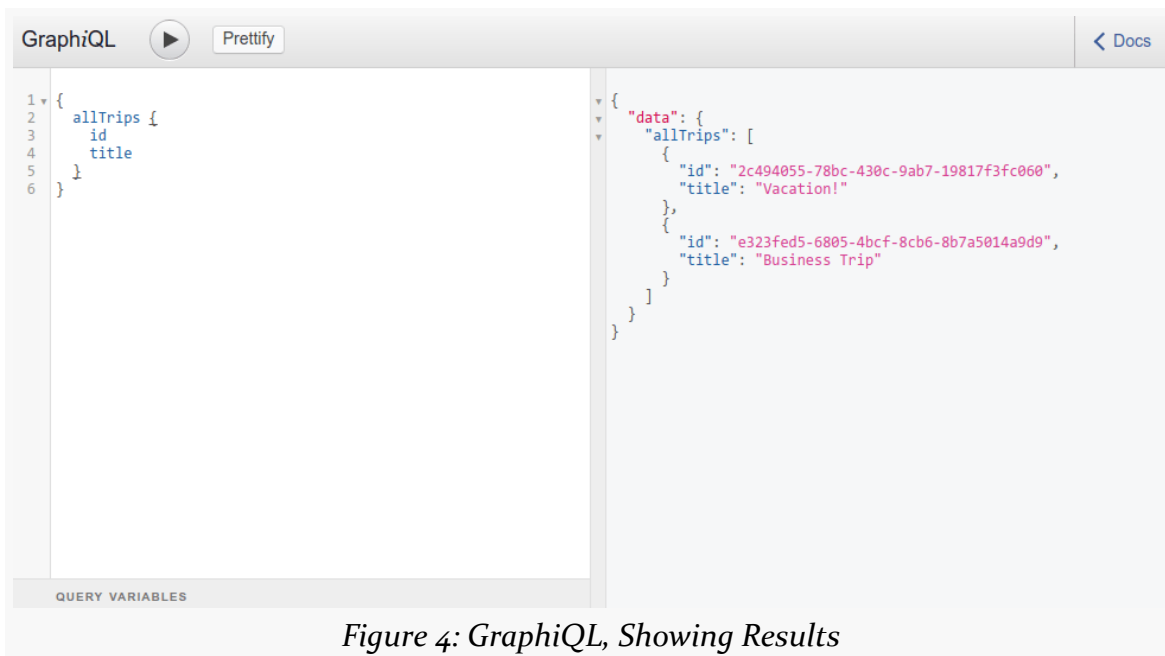 GraphiQL Prettify Docs
1 {
2 allTrips {
3 id
4 title
5 }
6 }
{
"data": {
"allTrips": [
{
"id": "2c494055-78bc-430c-9ab7-19817f3fc060",
"title": "Vacation!"
},
{
"id": "e323fed5-6805-4bcf-8cb6-8b7a5014a9d9",
"title": "Business Trip"
}
]
}
}
QUERY VARIABLES
Figure 4: GraphiQL, Showing Results